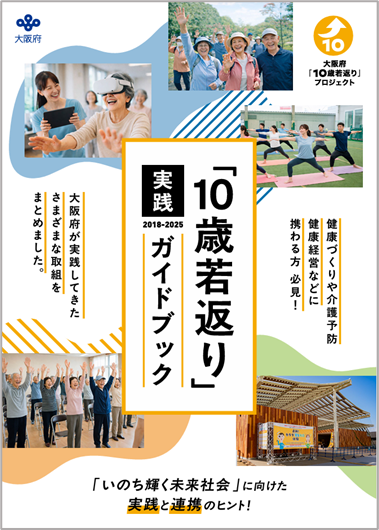 大阪府
10
大阪府
「10歳若返り」
プロジェクト
「10歳若返り」
実践
2018-2025
ガイドブック
健康づくりや介護予防
健康経営などに
携わる方 必見！
大阪府が実践してきた
さまざまな取組を
まとめました。
「いのち輝く未来社会」に向けた
実践と連携のヒント！